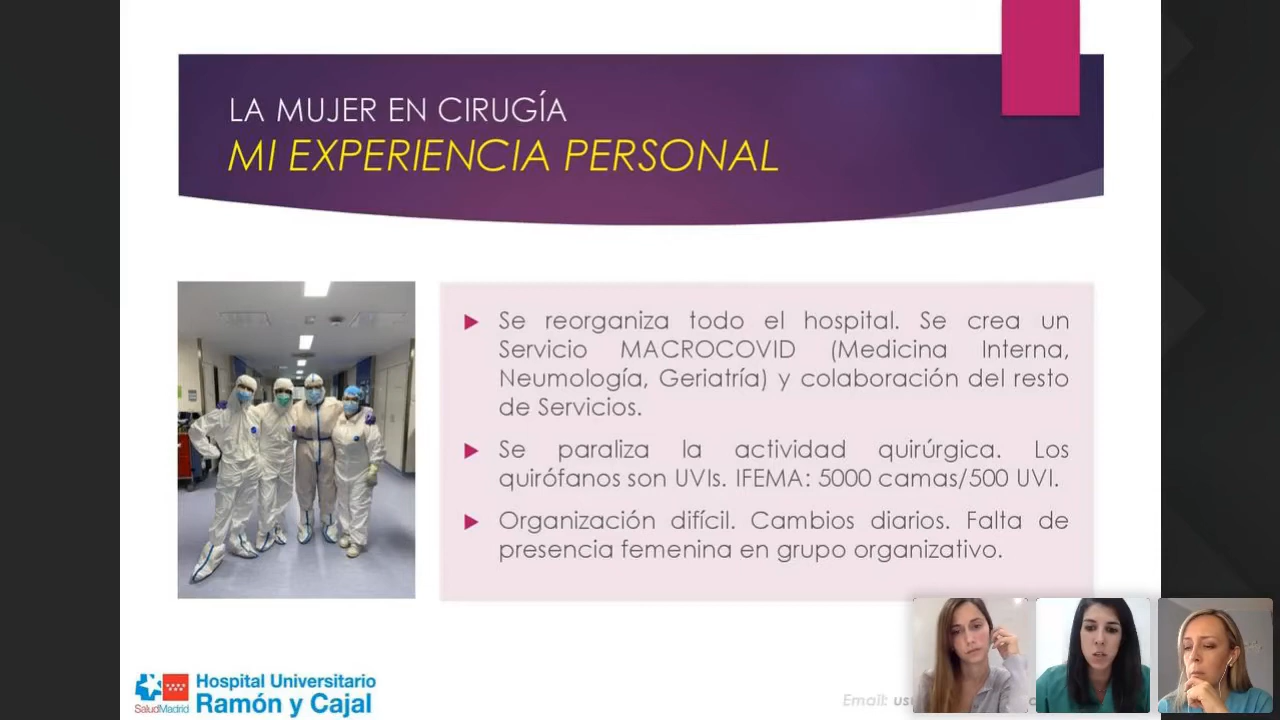 LA MUJER EN CIRUGÍA
MI EXPERIENCIA PERSONAL
Se reorganiza todo el hospital. Se crea un
Servicio MACROCOVID (Medicina Interna,
Neumología, Geriatría) y colaboración del resto
de Servicios.
Se paraliza la actividad quirúrgica. Los
quirófanos son UVIs. IFEMA: 5000 camas/500 UVI.
Organización difícil. Cambios diarios. Falta de
presencia femenina en grupo organizativo.
Hospital Universitario
Ramón y Cajal
SaludMadrid
Email: